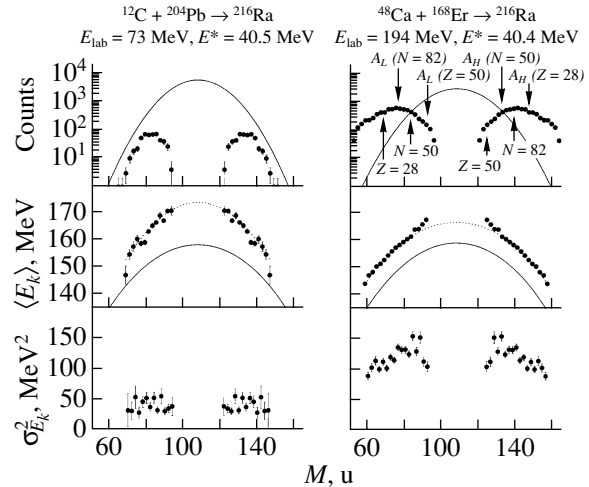 ¹²C + ²⁰⁴Pb → ²¹⁶Ra
E_lab = 73 MeV, E* = 40.5 MeV
⁴⁸Ca + ¹⁶⁸Er → ²¹⁶Ra
E_lab = 194 MeV, E* = 40.4 MeV
A_L (N = 82)
A_H (N = 50)
A_L (Z = 50)
A_H (Z = 28)
N = 50
N = 82
Z = 28
Z = 50
Counts
10⁴
10³
10²
10¹
⟨E_k⟩, MeV
170
160
150
140
σ²_{E_k}, MeV²
150
100
50
0
60 100 140
60 100 140
M, u